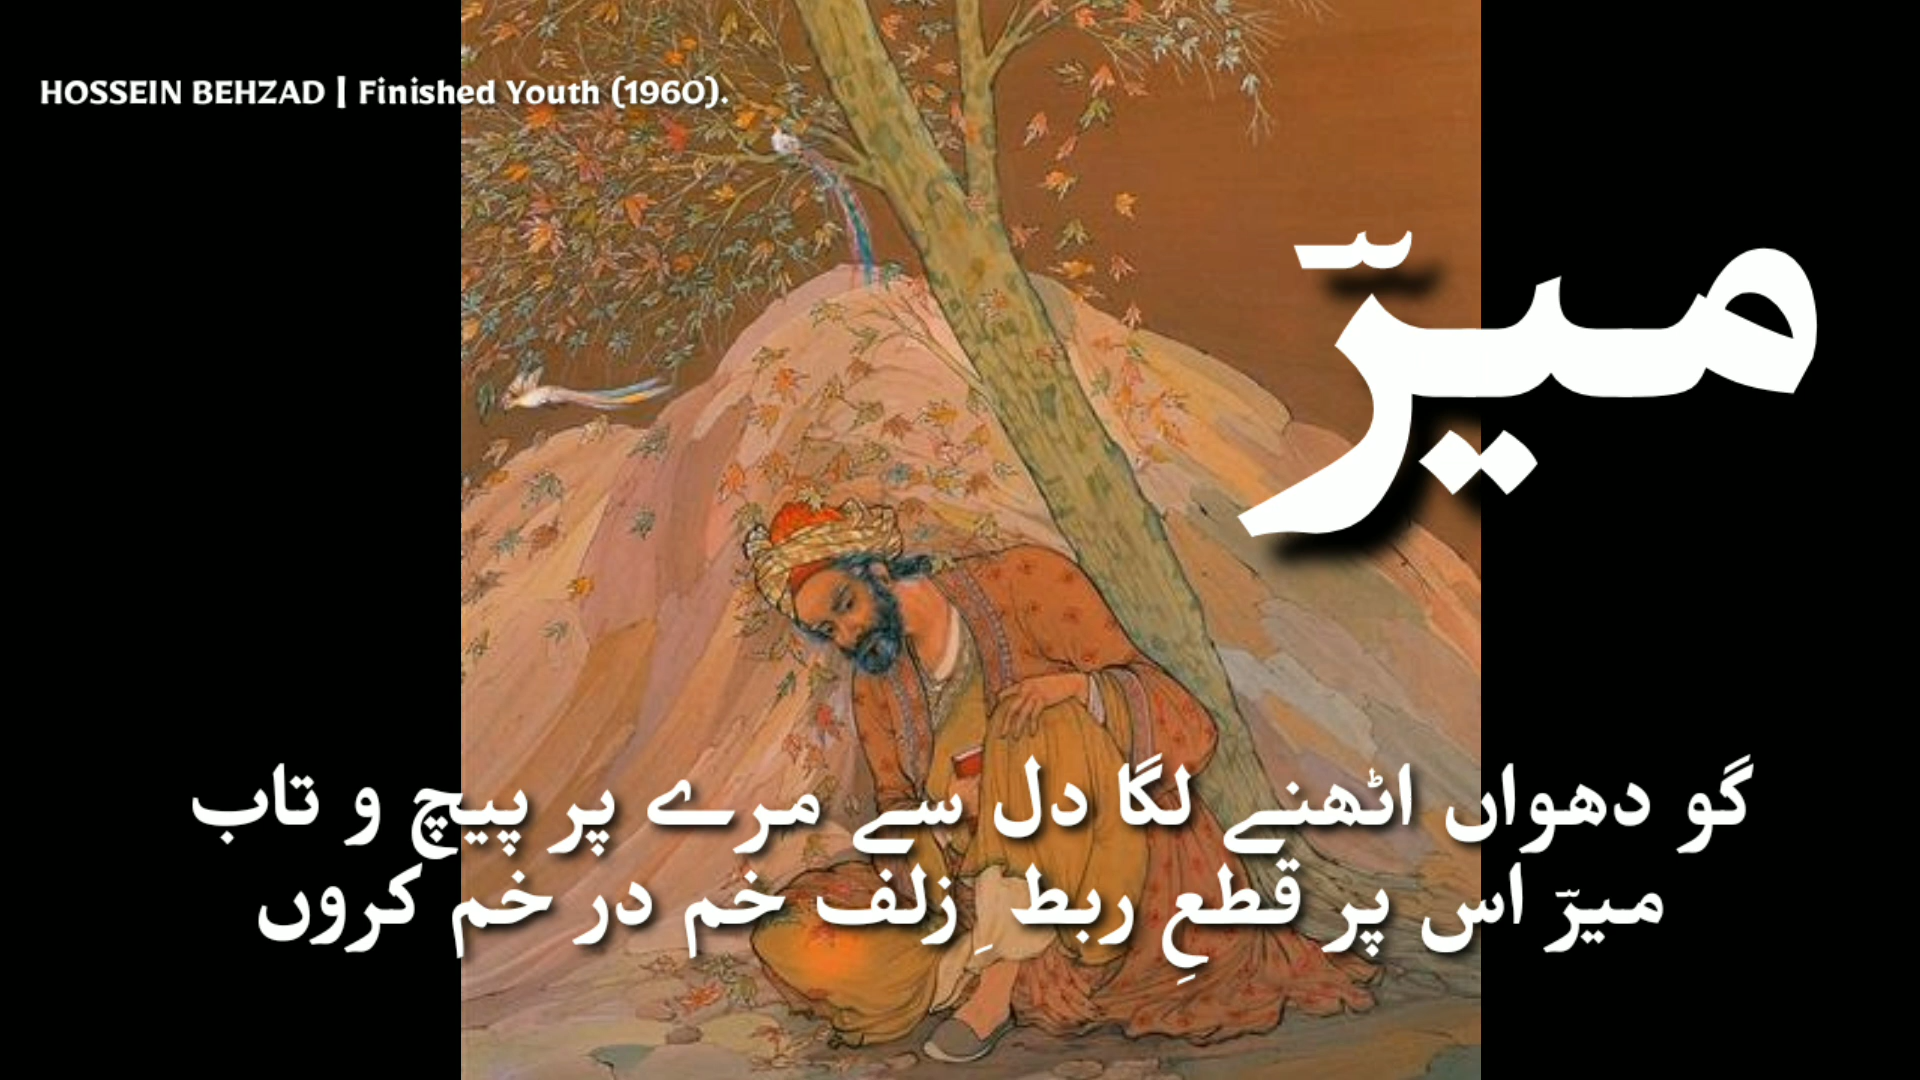 HOSSEIN BEHZAD | Finished Youth (1960).
میرؔ
گو دھواں اٹھنے لگا دل سے مرے پر پیچ و تاب
میرؔ اس پر قطعِ ربط ِ زلف خم در خم کروں